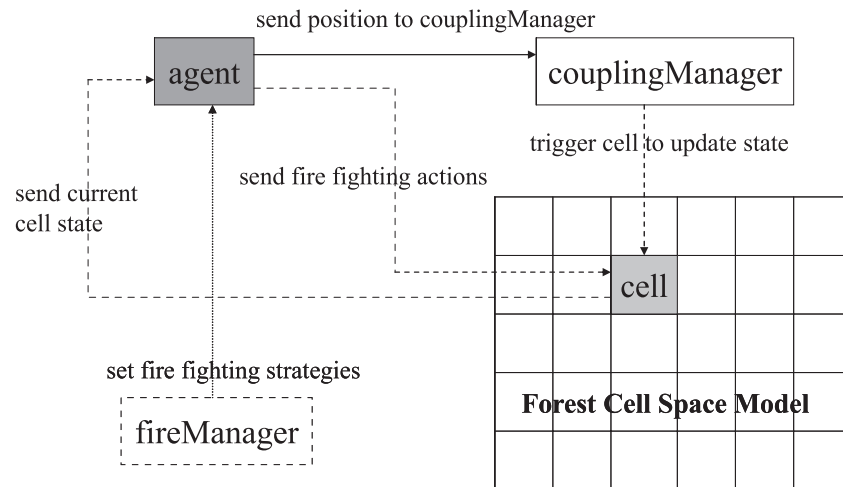 send position to couplingManager
agent
couplingManager
trigger cell to update state
send fire fighting actions
send current
cell state
cell
set fire fighting strategies
Forest Cell Space Model
fireManager